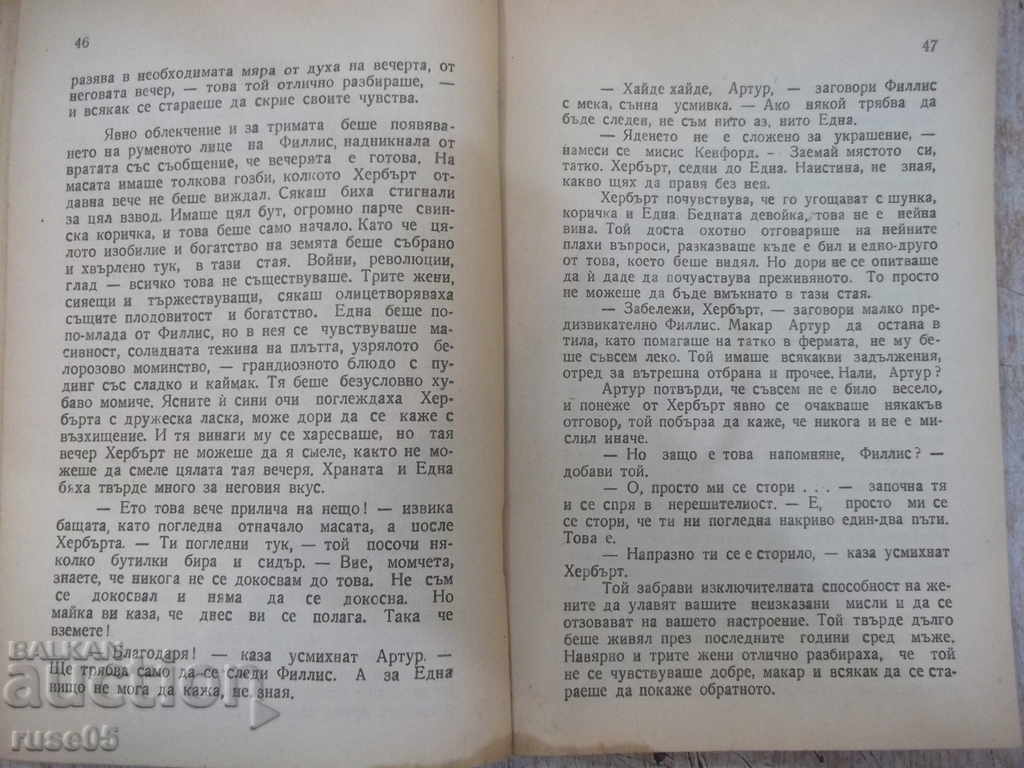 46
разява в необходимата мяра от духа на вечерта, от
неговата вечер, — това той отлично разбираше, —
и всякак се стараеше да скрие своите чувства.
Явно облекчение и за тримата беше появява-
нето на руменото лице на Филлис, надникнала от
вратата със съобщение, че вечерята е готова. На
масата имаше толкова гозби, колкото Хербърт от-
давна вече не беше виждал. Сякаш биха стигнали
за цял взвод. Имаше цял бут, огромно парче свин-
ска коричка, и това беше само начало. Като че ця-
лото изобилие и богатство на земята беше събрано
и хвърлено тук, в тази стая. Войни, революции,
глад — всичко това не съществуваше. Трите жени,
сияещи и тържествуващи, сякаш олицетворяваха
същите плодовитост и богатство. Една беше по-
по-млада от Филлис, но в нея се чувствуваше ма-
сивност, солидната тежина на плътта, узрялото бе-
лорозово моминство, — грандиозното блюдо с пу-
динг със сладко и каймак. Тя беше безусловно ху-
баво момиче. Ясните ѝ сини очи поглеждаха Хер-
бърта с дружеска ласка, може дори да се каже с
възхищение. И тя винаги му се харесваше, но тая
вечер Хербърт не можеше да я смеле, както не мо-
жеше да смеле цялата тая вечеря. Храната и Една
бяха твърде много за неговия вкус.
— Ето това вече прилича на нещо! — извика
бащата, като погледна отначало масата, а после
Хербърта. — Ти погледни тук, — той посочи ня-
колко бутилки бира и сидър. — Вие, момчета,
знаете, че никога не се докосвам до това. Не съм
се докосвал и няма да се докосна. Но
майка ви каза, че двес ви се полага. Така че
вземете!
— Благодаря! — каза усмихнат Артур. —
Ще трябва само да се следи Филлис. А за Една
нищо не мога да кажа, не зная.
47
— Хайде хайде, Артур, — заговори Филлис
с мека, сънна усмивка. — Ако някой трябва да
бъде следен, не съм нито аз, нито Една.
— Яденето не е сложено за украшение, —
намеси се мисис Кенфорд. – Заемай мястото си,
татко. Хербърт, седни до Една. Наистина, не зная,
какво щях да правя без нея.
Хербърт почувствува, че го угощават с шунка,
коричка и Една. Бедната девойка, това не е нейна
вина. Той доста охотно отговаряше на нейните
плахи въпроси, разказваше къде е бил и едно-друго
от това, което беше видял. Но дори не се опитваше
да ѝ даде да почувствува преживяното. То просто
не можеше да бъде вмъкнато в тази стая.
— Забележи, Хербърт, — заговори малко пре-
дизвикателно Филлис. Макар Артур да остана в
тила, като помагаше на татко в фермата, не му бе-
ше съвсем леко. Той имаше всякакви задължения,
отред за вътрешна отбрана и прочее. Нали, Артур?
Артур потвърди, че съвсем не е било весело,
и понеже от Хербърт явно се очакваше някакъв
отговор, той побърза да каже, че никога и не е ми-
слил иначе.
— Но защо е това напомняне, Филлис? —
добави той.
— О, просто ми се стори . . . — започна тя
и се спря в нерешителиост. — Е, просто ми се
се стори, че ти ни погледна накриво един-два пъти.
Това е.
— Напразно ти се е сторило, — каза усмихнат
Хербърт.
Той забрави изключителната способност на же-
ните да улавят вашите неизказани мисли и да се
отзовават на вашето настроение. Той твърде дълго
беше живял през последните години сред мъже.
Навярно и трите жени отлично разбираха, че той
не се чувствуваше добре, макар и всякак да се ста-
раеше да покаже обратното.
BALKAN
auction
ruse05